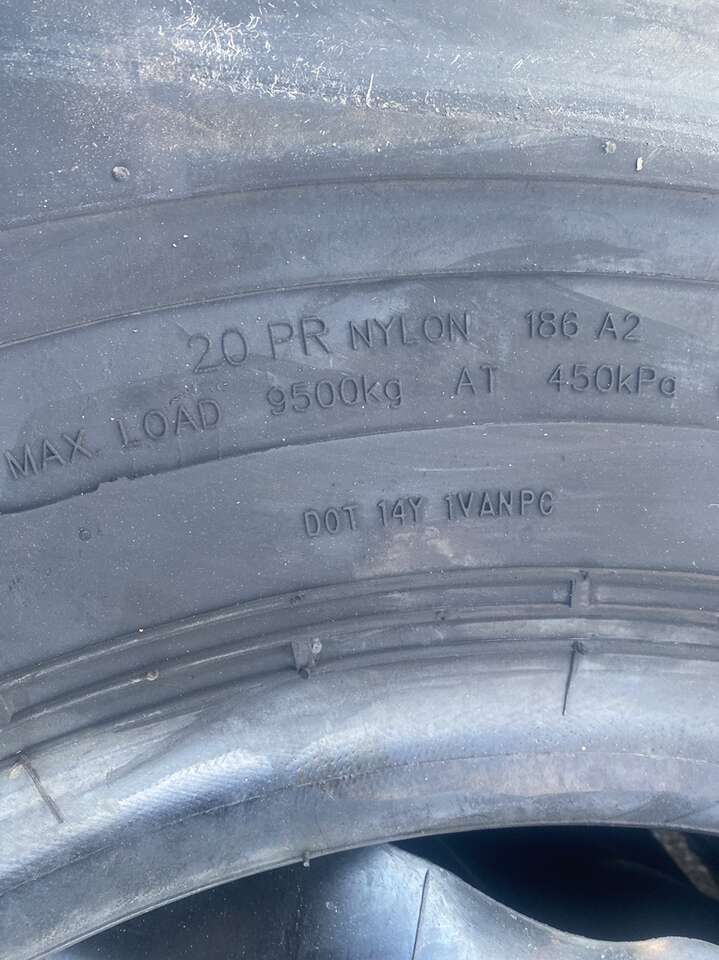 20 PR NYLON 186 A2
MAX. LOAD 9500kg AT 450kPa
DOT 14Y 1VANPC